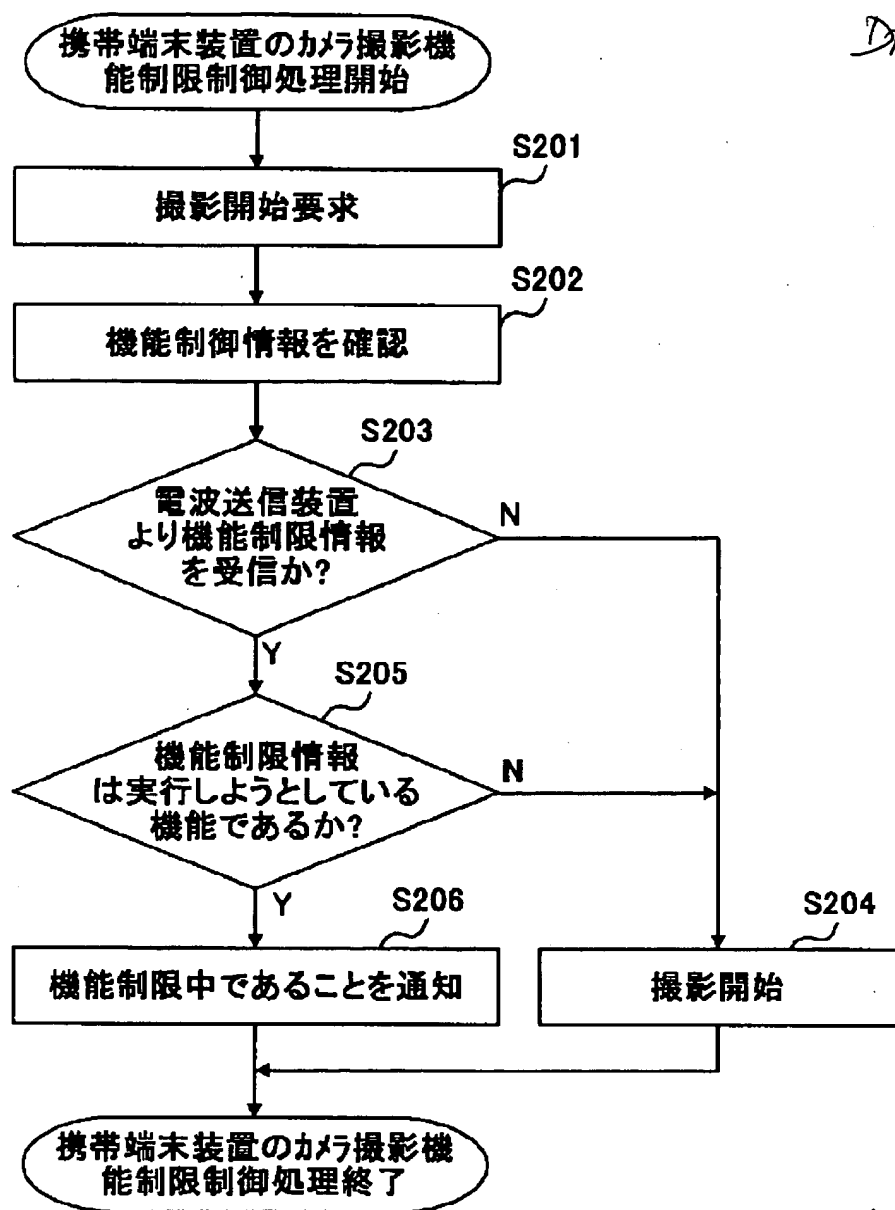 携帯端末装置のカメラ撮影機
能制限制御処理開始
S201
撮影開始要求
S202
機能制御情報を確認
S203
電波送信装置
より機能制限情報
を受信か?
N
Y
S205
機能制限情報
は実行しようとしている
機能であるか?
N
Y
S206
機能制限中であることを通知
S204
撮影開始
携帯端末装置のカメラ撮影機
能制限制御処理終了